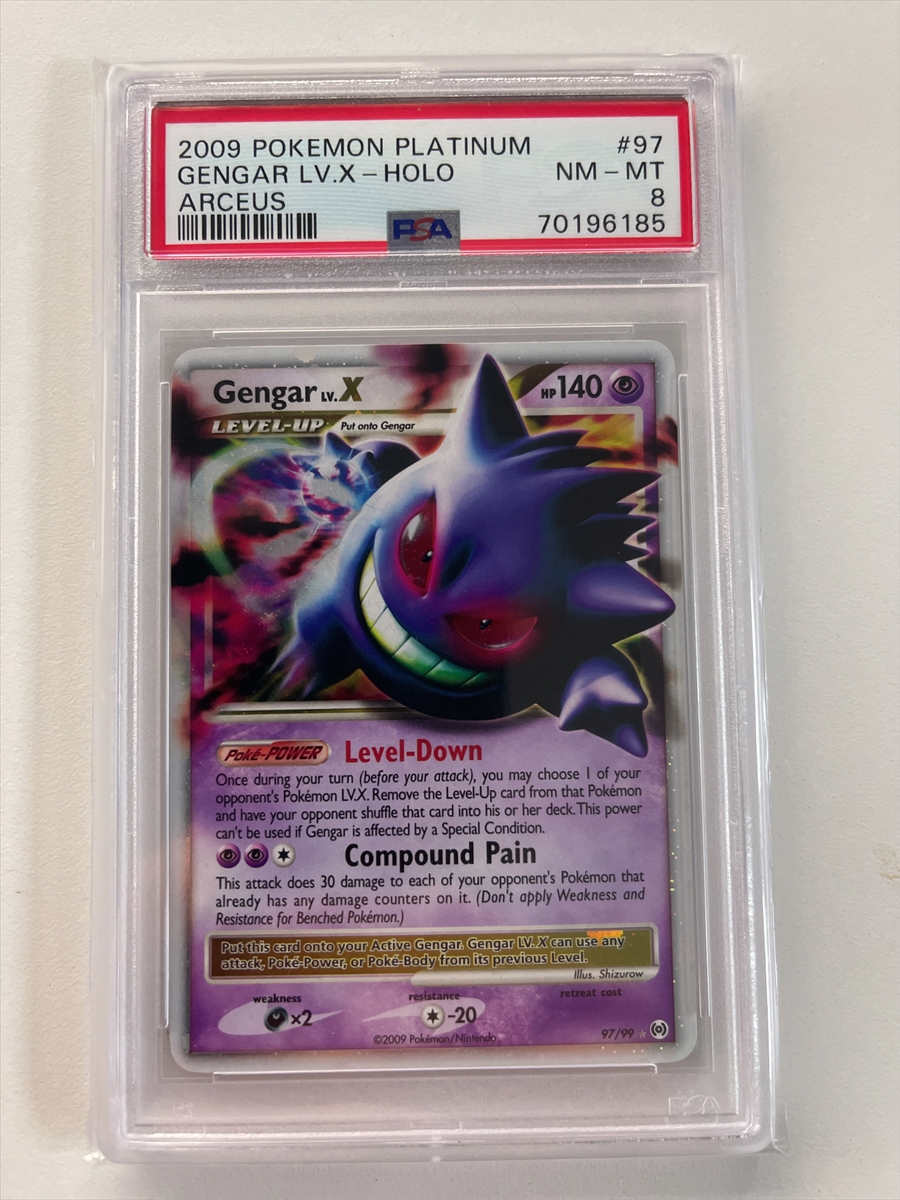 2009 POKEMON PLATINUM #97
GENGAR LV.X – HOLO NM – MT
ARCEUS 8
PSA 70196185
Gengar LV.X HP 140
LEVEL-UP Put onto Gengar
Poké-POWER Level-Down
Once during your turn (before your attack), you may choose 1 of your
opponent's Pokémon LV.X. Remove the Level-Up card from that Pokémon
and have your opponent shuffle that card into his or her deck. This power
can't be used if Gengar is affected by a Special Condition.
Compound Pain
This attack does 30 damage to each of your opponent's Pokémon that
already has any damage counters on it. (Don't apply Weakness and
Resistance for Benched Pokémon.)
Put this card onto your Active Gengar. Gengar LV. X can use any
attack, Poké-Power, or Poké-Body from its previous Level.
Illus. Shizurow
weakness resistance retreat cost
×2 -20
©2009 Pokémon/Nintendo 97/99
PSA